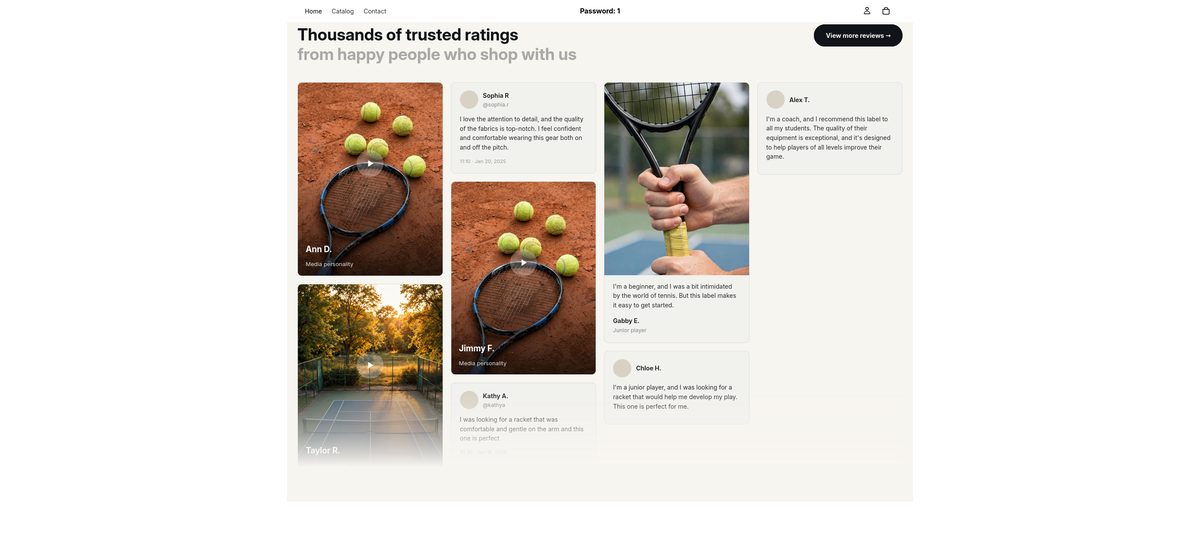 Home Catalog Contact
Password: 1
Thousands of trusted ratings
from happy people who shop with us
View more reviews →
Ann D.
Media personality
Taylor R.
Sophia R
@sophia.r
I love the attention to detail, and the quality
of the fabrics is top-notch. I feel confident
and comfortable wearing this gear both on
and off the pitch.
11:10 · Jan 20, 2025
Jimmy F.
Media personality
Kathy A.
@kathya
I was looking for a racket that was
comfortable and gentle on the arm and this
one is perfect
I'm a beginner, and I was a bit intimidated
by the world of tennis. But this label makes
it easy to get started.
Gabby E.
Junior player
Chloe H.
I'm a junior player, and I was looking for a
racket that would help me develop my play.
This one is perfect for me.
Alex T.
I'm a coach, and I recommend this label to
all my students. The quality of their
equipment is exceptional, and it's designed
to help players of all levels improve their
game.